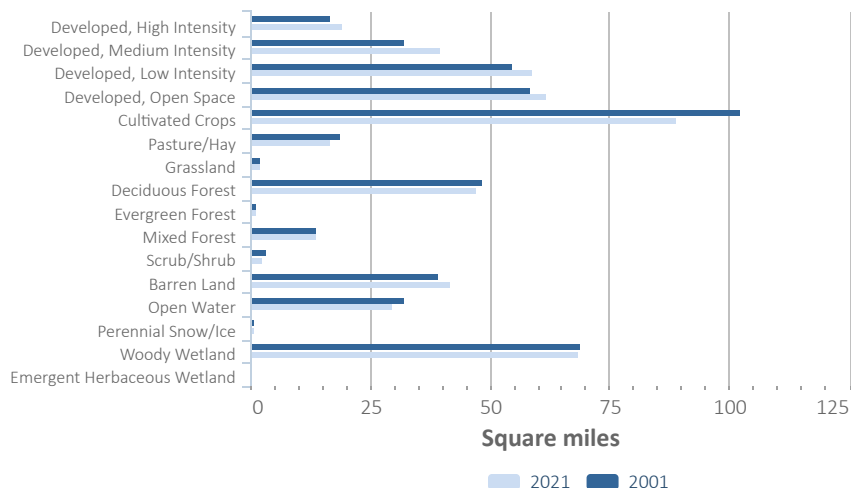 Developed, High Intensity
Developed, Medium Intensity
Developed, Low Intensity
Developed, Open Space
Cultivated Crops
Pasture/Hay
Grassland
Deciduous Forest
Evergreen Forest
Mixed Forest
Scrub/Shrub
Barren Land
Open Water
Perennial Snow/Ice
Woody Wetland
Emergent Herbaceous Wetland
0 25 50 75 100 125
Square miles
2021 2001